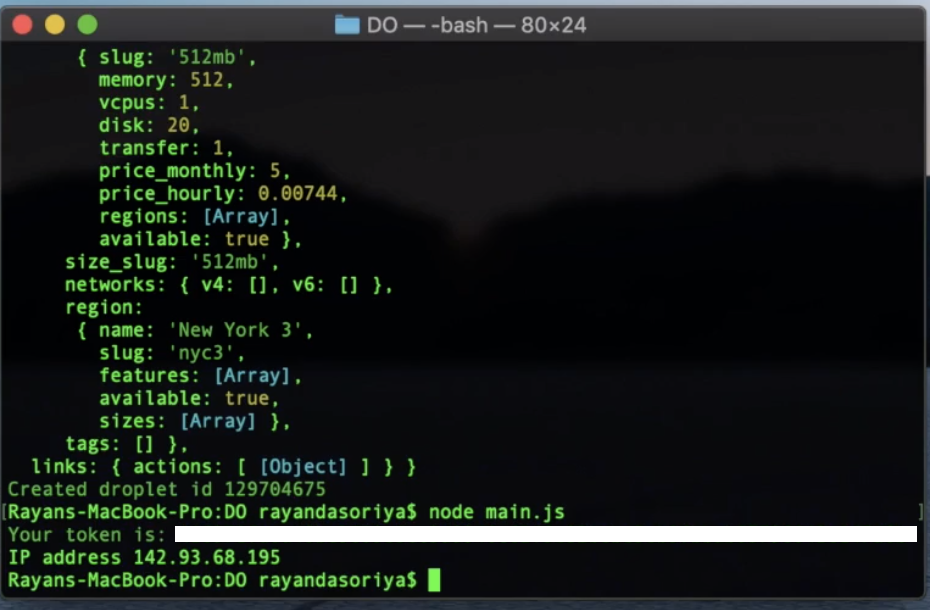 DO — -bash — 80×24
{ slug: '512mb',
memory: 512,
vcpus: 1,
disk: 20,
transfer: 1,
price_monthly: 5,
price_hourly: 0.00744,
regions: [Array],
available: true },
size_slug: '512mb',
networks: { v4: [], v6: [] },
region:
{ name: 'New York 3',
slug: 'nyc3',
features: [Array],
available: true,
sizes: [Array] },
tags: [] },
links: { actions: [ [Object] ] } }
Created droplet id 129704675
[Rayans-MacBook-Pro:DO rayandasoriya$ node main.js ]
Your token is:
IP address 142.93.68.195
Rayans-MacBook-Pro:DO rayandasoriya$